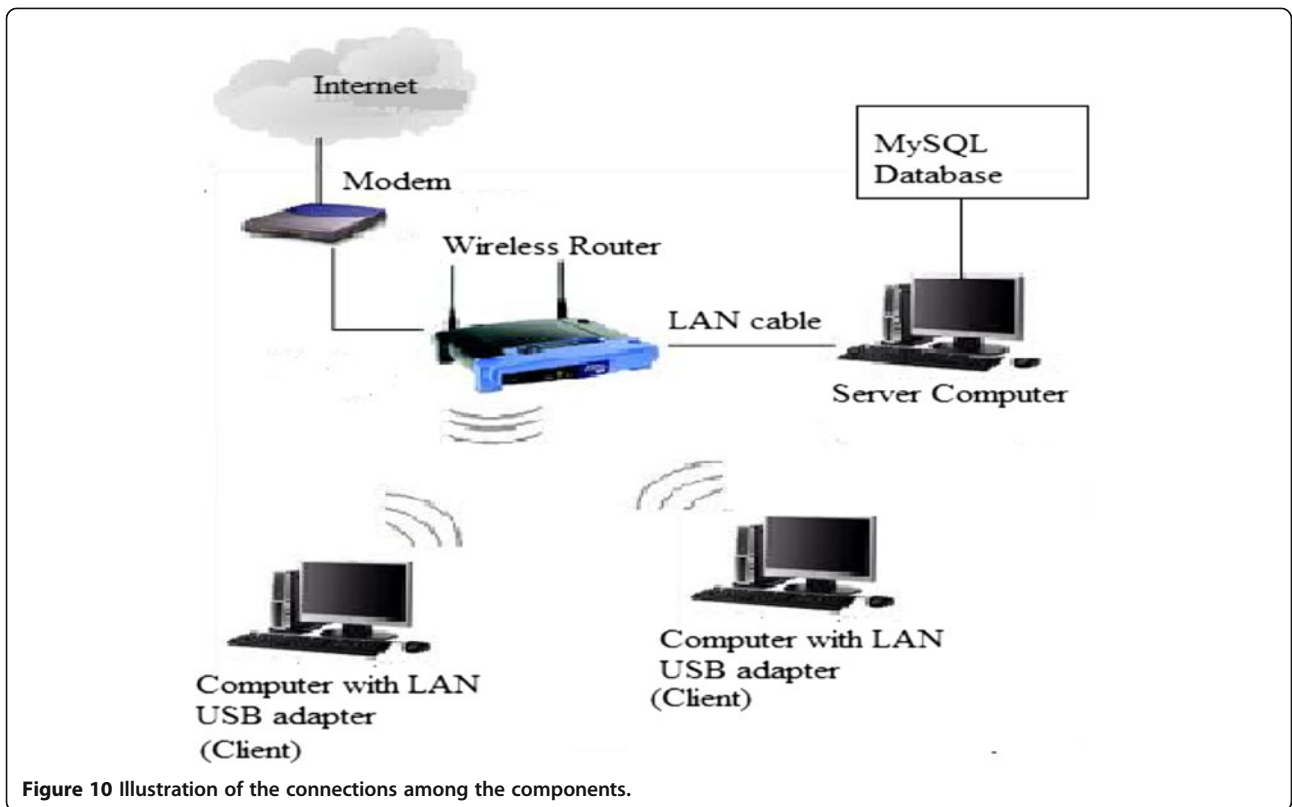 Internet
Modem
MySQL
Database
Wireless Router
LAN cable
Server Computer
Computer with LAN
USB adapter
(Client)
Computer with LAN
USB adapter
(Client)
Figure 10 Illustration of the connections among the components.